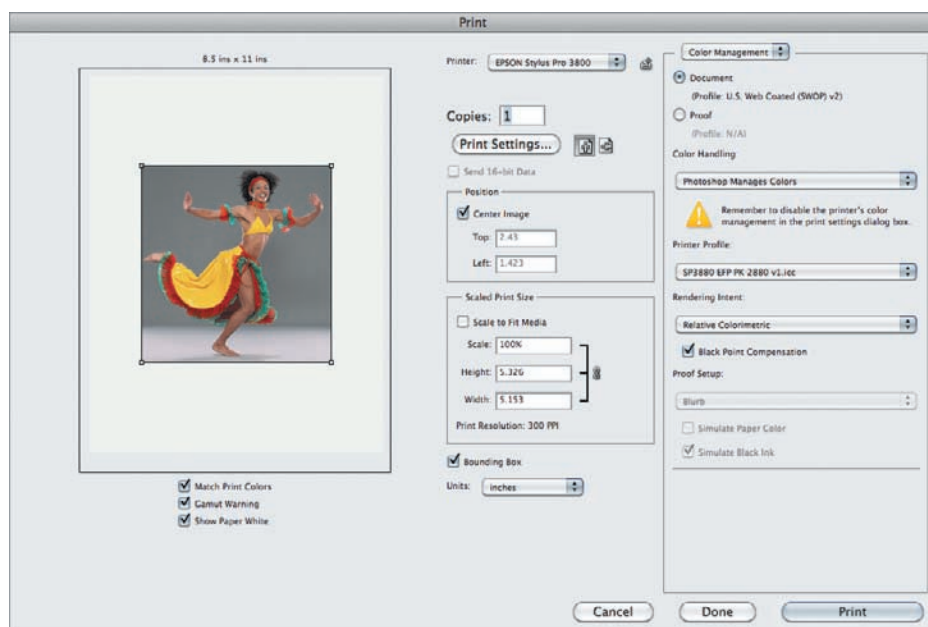 Print
8.5 ins x 11 ins
Match Print Colors
Gamut Warning
Show Paper White
Printer: EPSON Stylus Pro 3800
Copies: 1
Print Settings...
Send 16-bit Data
Position
Center Image
Top: 2.43
Left: 1.423
Scaled Print Size
Scale to Fit Media
Scale: 100%
Height: 5.326
Width: 5.153
Print Resolution: 300 PPI
Bounding Box
Units: inches
Color Management
Document
(Profile: U.S. Web Coated (SWOP) v2)
Proof
(Profile: N/A)
Color Handling
Photoshop Manages Colors
Remember to disable the printer's color
management in the print settings dialog box.
Printer Profile:
SP3880 EFP PK 2880 v1.icc
Rendering Intent:
Relative Colorimetric
Black Point Compensation
Proof Setup:
Blurb
Simulate Paper Color
Simulate Black Ink
Cancel
Done
Print